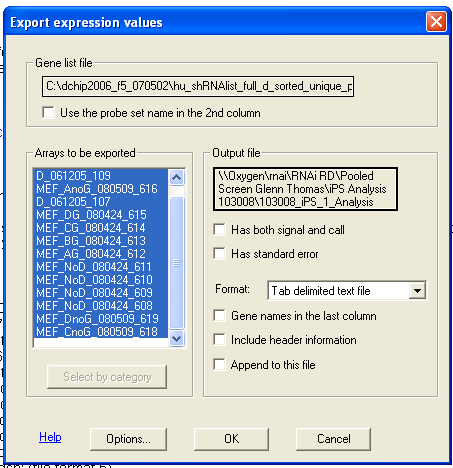 Export expression values
Gene list file
C:\dchip2006_f5_070502\hu_shRNAlist_full_d_sorted_unique_p
Use the probe set name in the 2nd column
Arrays to be exported
D_061205_109
MEF_AnoG_080509_616
D_061205_107
MEF_DG_080424_615
MEF_CG_080424_614
MEF_BG_080424_613
MEF_AG_080424_612
MEF_NoD_080424_611
MEF_NoD_080424_610
MEF_NoD_080424_609
MEF_NoD_080424_608
MEF_DnoG_080509_619
MEF_CnoG_080509_618
Select by category
Output file
\\Oxygen\rnai\RNAi RD\Pooled
Screen Glenn Thomas\iPS Analysis
103008\103008_iPS_1_Analysis
Has both signal and call
Has standard error
Format:
Tab delimited text file
Gene names in the last column
Include header information
Append to this file
Help
Options...
OK
Cancel